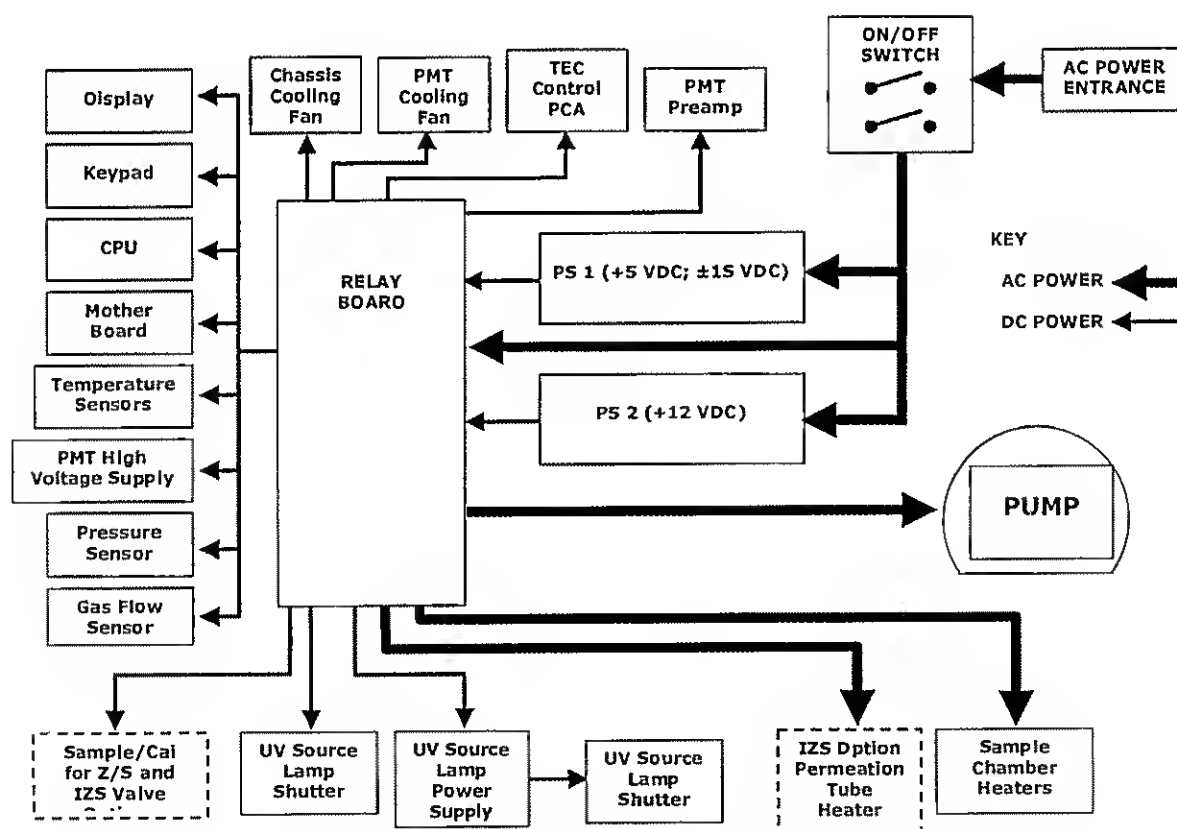 ON/OFF
SWITCH
AC POWER
ENTRANCE
Chassis
Cooling
Fan
PMT
Cooling
Fan
TEC
Control
PCA
PMT
Preamp
Oisplay
Keypad
CPU
Mother
Board
Temperature
Sensors
PMT High
Voltage Supply
Pressure
Sensor
Gas Flow
Sensor
RELAY
BOARD
PS 1 (+5 VDC; ±1S VDC)
PS 2 (+12 VDC)
KEY
AC POWER
DC POWER
PUMP
Sample/Cal
for Z/S and
IZS Valve
UV Source
Lamp
Shutter
UV Source
Lamp
Power
Supply
UV Source
Lamp
Shutter
IZS Dption
Permeation
Tube
Heater
Sample
Chamber
Heaters